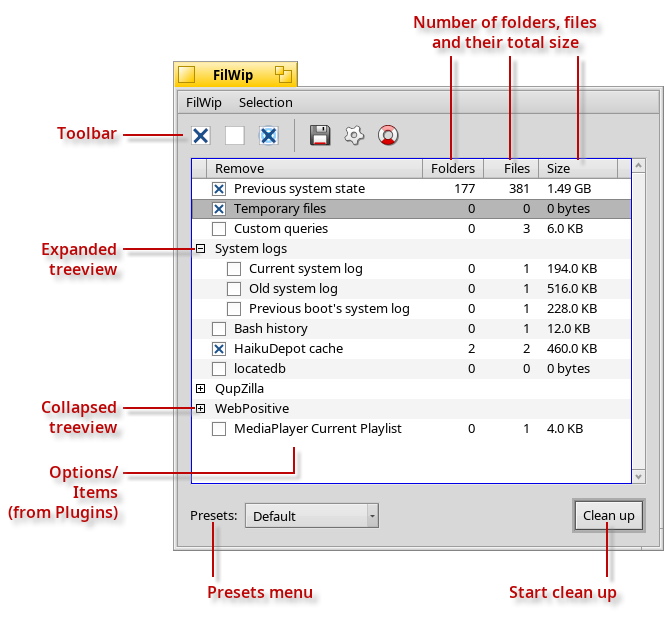 Number of folders, files
and their total size
FilWip
FilWip Selection
Toolbar
Remove Folders Files Size
Previous system state 177 381 1.49 GB
Temporary files 0 0 0 bytes
Custom queries 0 3 6.0 KB
Expanded
treeview
System logs
Current system log 0 1 194.0 KB
Old system log 0 1 516.0 KB
Previous boot's system log 0 1 228.0 KB
Bash history 0 1 12.0 KB
HaikuDepot cache 2 2 460.0 KB
locatedb 0 0 0 bytes
QupZilla
Collapsed
treeview
WebPositive
MediaPlayer Current Playlist 0 1 4.0 KB
Options/
Items
(from Plugins)
Presets: Default Clean up
Presets menu Start clean up